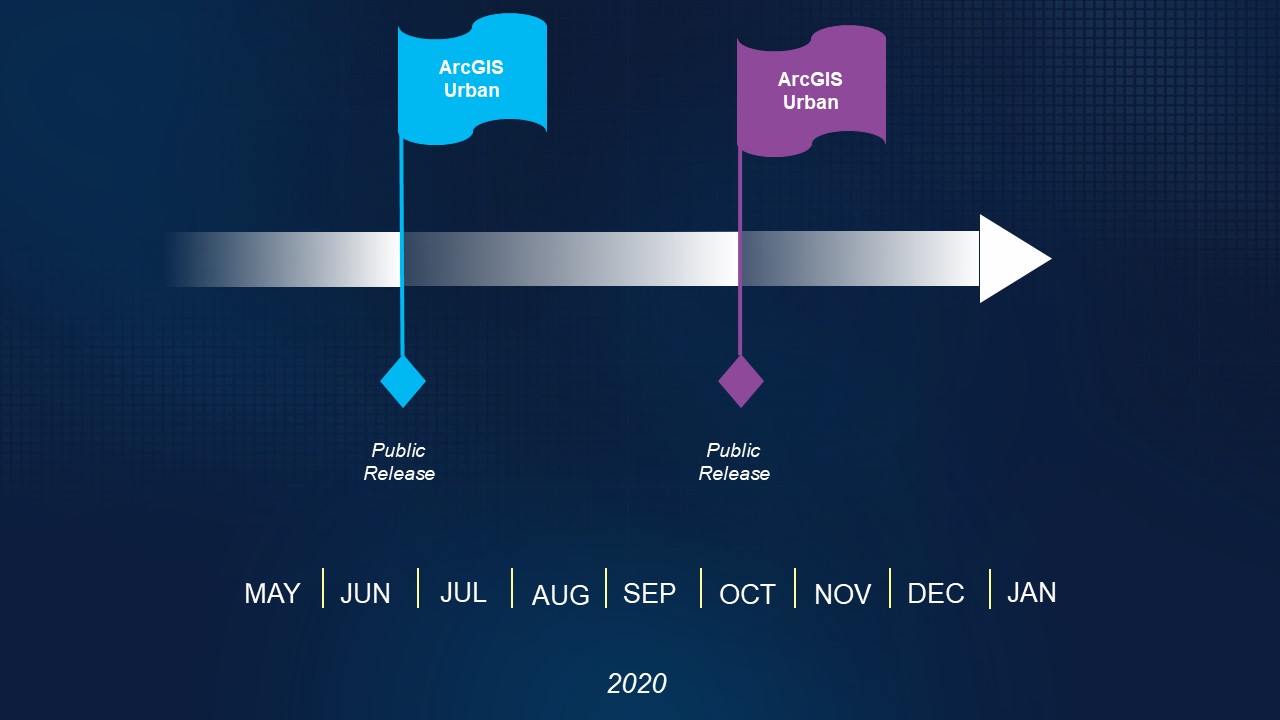 ArcGIS
Urban
ArcGIS
Urban
Public
Release
Public
Release
MAY
JUN
JUL
AUG
SEP
OCT
NOV
DEC
JAN
2020